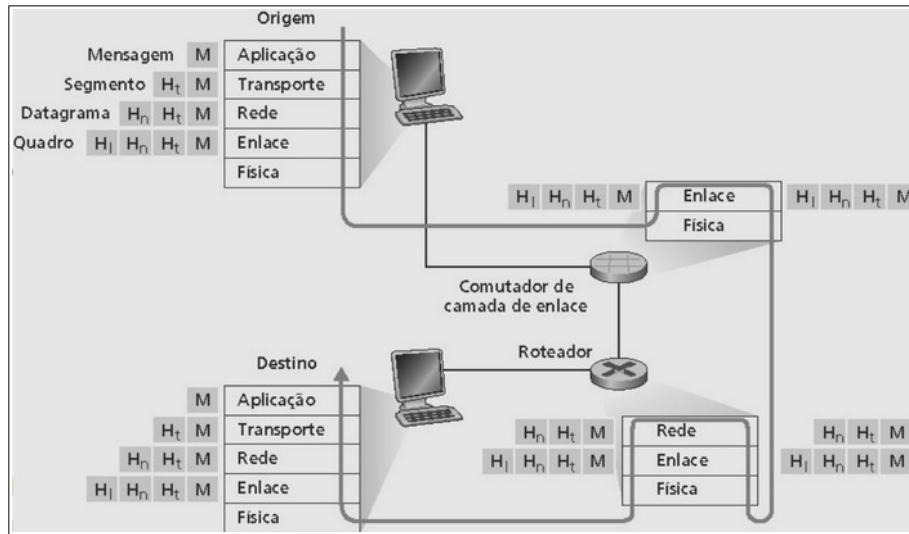 Origem
Mensagem M Aplicação
Segmento Ht M Transporte
Datagrama Hn Ht M Rede
Quadro Hl Hn Ht M Enlace
Física
Hl Hn Ht M Enlace Hl Hn Ht M
Física
Comutador de
camada de enlace
Roteador
Destino
M Aplicação
Ht M Transporte
Hn Ht M Rede
Hl Hn Ht M Enlace
Física
Hn Ht M Rede Hn Ht M
Hl Hn Ht M Enlace Hl Hn Ht M
Física